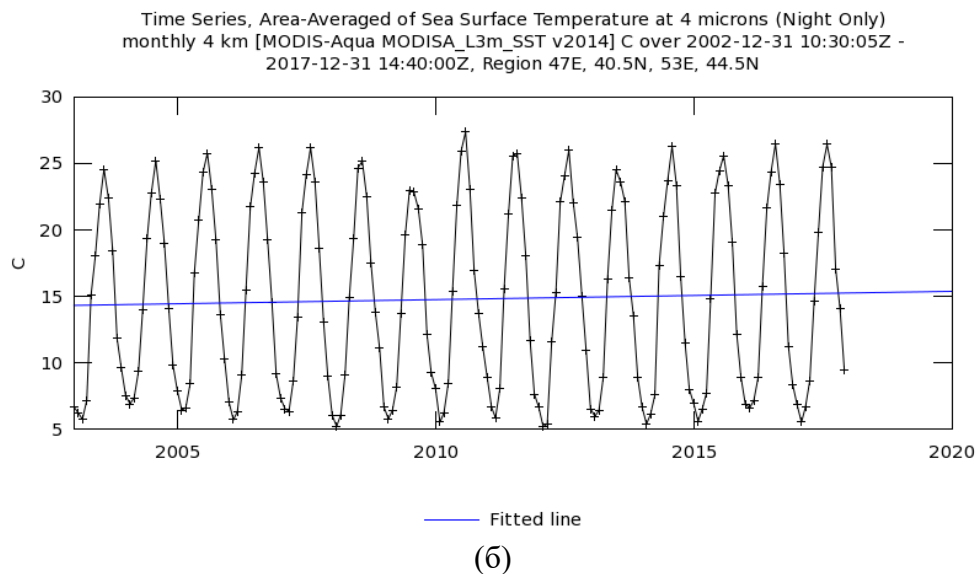 Time Series, Area-Averaged of Sea Surface Temperature at 4 microns (Night Only)
monthly 4 km [MODIS-Aqua MODISA_L3m_SST v2014] C over 2002-12-31 10:30:05Z -
2017-12-31 14:40:00Z, Region 47E, 40.5N, 53E, 44.5N
30
25
20
C
15
10
5
2005
2010
2015
2020
Fitted line
(б)